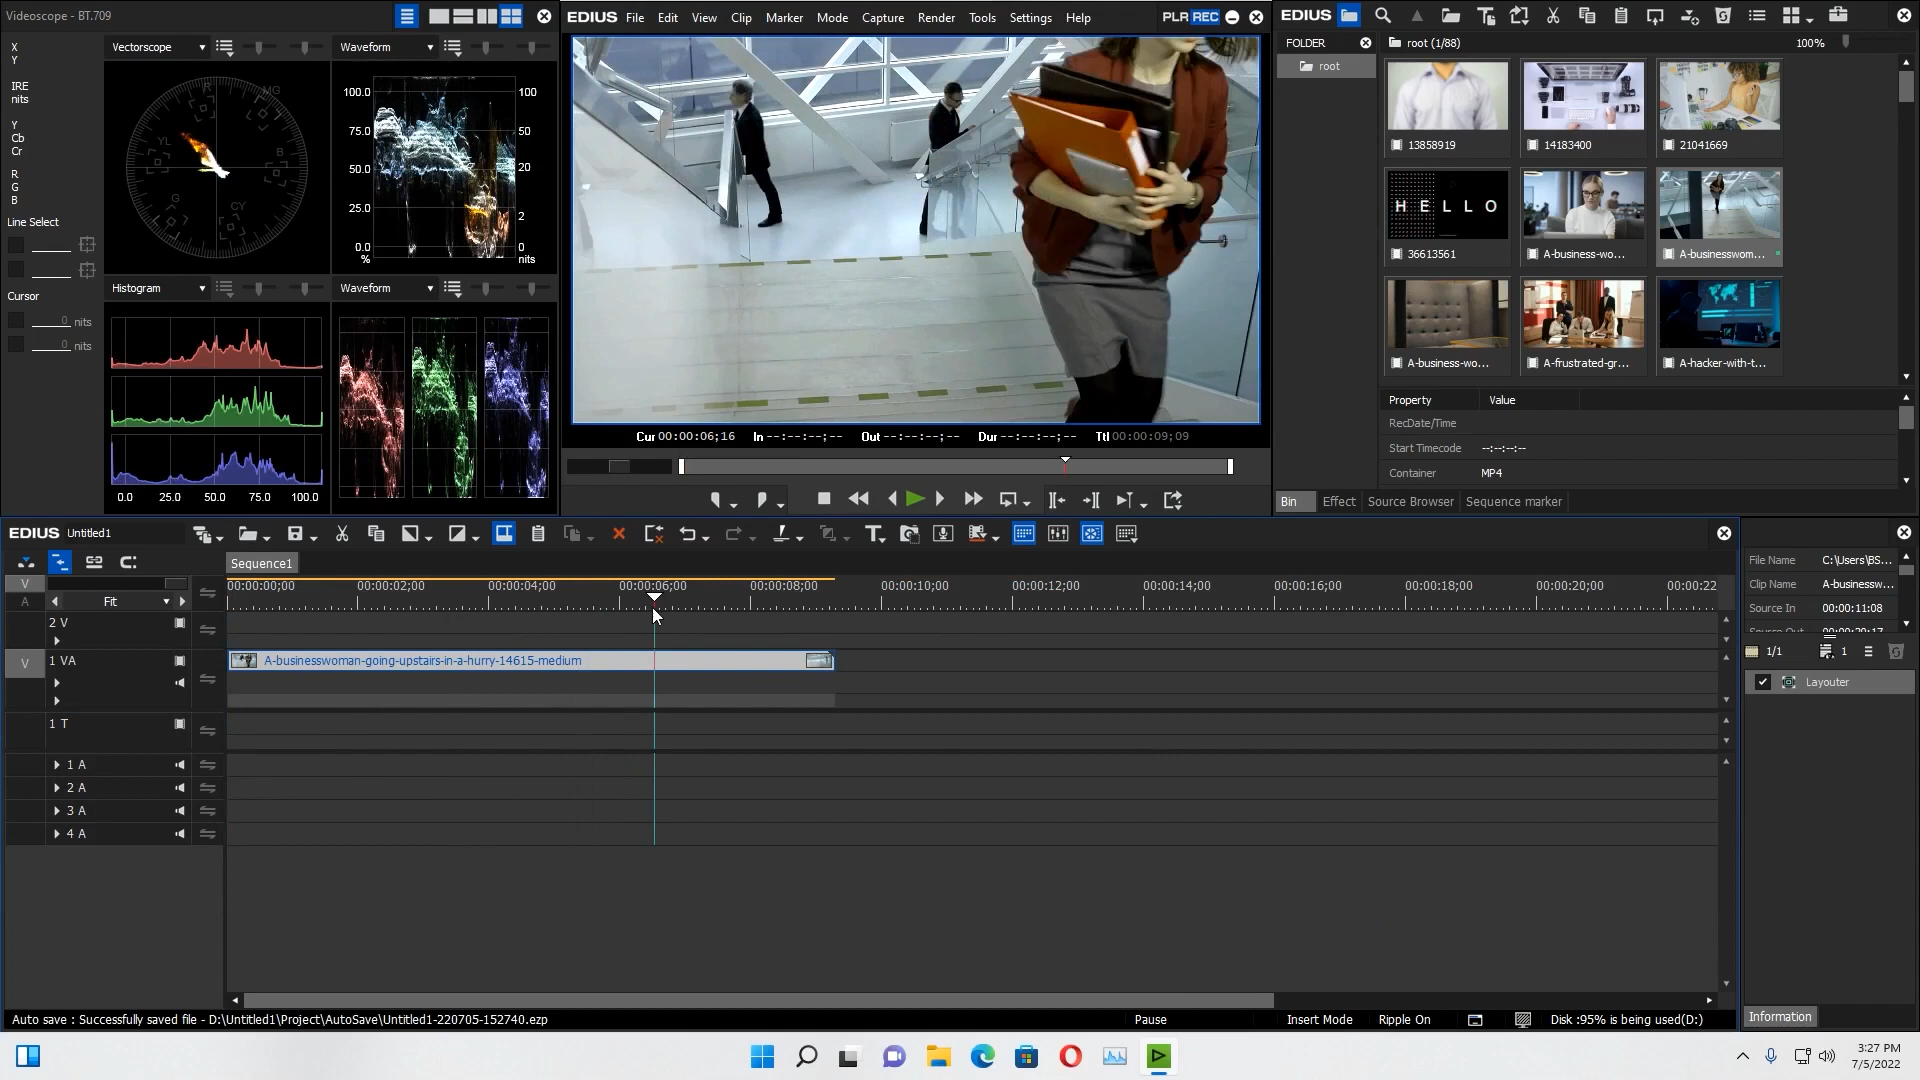 Videoscope - BT.709
X
Y
IRE
nits
Y
Cb
Cr
R
G
B
Line Select
Cursor
0 nits
0 nits
Vectorscope
Waveform
R
MG
YL
B
G
CY
100.0
75.0
50.0
25.0
0.0
%
100
50
20
2
0
nits
Histogram
Waveform
0.0 25.0 50.0 75.0 100.0
EDIUS File Edit View Clip Marker Mode Capture Render Tools Settings Help PLR REC
Cur 00:00:06;16 In --:--:--;-- Out --:--:--;-- Dur --:--:--;-- Ttl 00:00:09;09
EDIUS
FOLDER
root
root (1/88)
100%
13858919
14183400
21041669
HELLO
36613561
A-business-wo...
A-businesswom...
A-business-wo...
A-frustrated-gr...
A-hacker-with-t...
Property Value
RecDate/Time
Start Timecode --:--:--;--
Container MP4
Bin Effect Source Browser Sequence marker
EDIUS Untitled1
Sequence1
V
A
Fit
00:00:00;00 00:00:02;00 00:00:04;00 00:00:06;00 00:00:08;00 00:00:10;00 00:00:12;00 00:00:14;00 00:00:16;00 00:00:18;00 00:00:20;00 00:00:22
2 V
V
1 VA
A-businesswoman-going-upstairs-in-a-hurry-14615-medium
1 T
1 A
2 A
3 A
4 A
File Name C:\Users\BS...
Clip Name A-businessw...
Source In 00:00:11:08
1/1
1
Layouter
Information
Auto save : Successfully saved file - D:\Untitled1\Project\AutoSave\Untitled1-220705-152740.ezp
Pause
Insert Mode
Ripple On
Disk :95% is being used(D:)
3:27 PM
7/5/2022